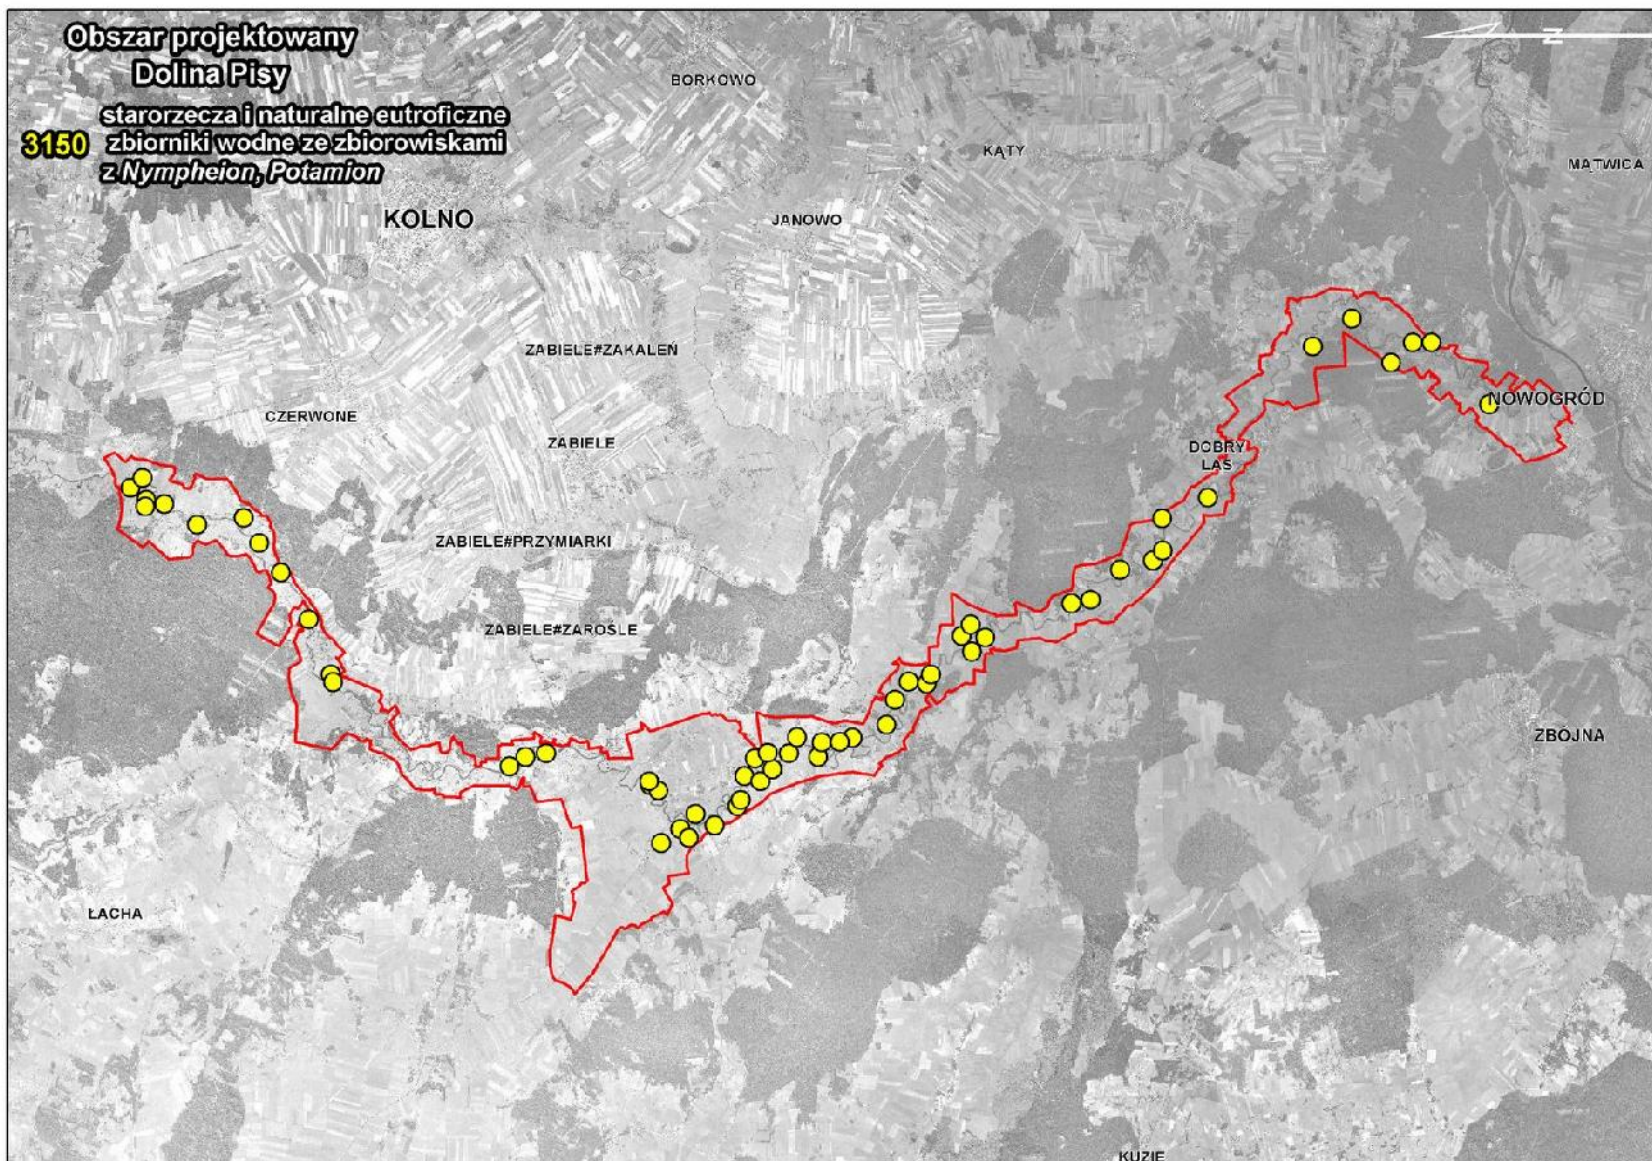 Obszar projektowany
Dolina Pisy
starorzecza i naturalne eutroficzne
3150 zbiorniki wodne ze zbiorowiskami
z Nympheion, Potamion
N
BORKOWO
KĄTY
MĄTWICA
KOLNO
JANOWO
ZABIELE#ZAKALEŃ
CZERWONE
NOWOGRÓD
ZABIELE
DOBRY
LAS
ZABIELE#PRZYMIARKI
ZABIELE#ZAROSLE
ZBÓJNA
ŁACHA
KUZIE